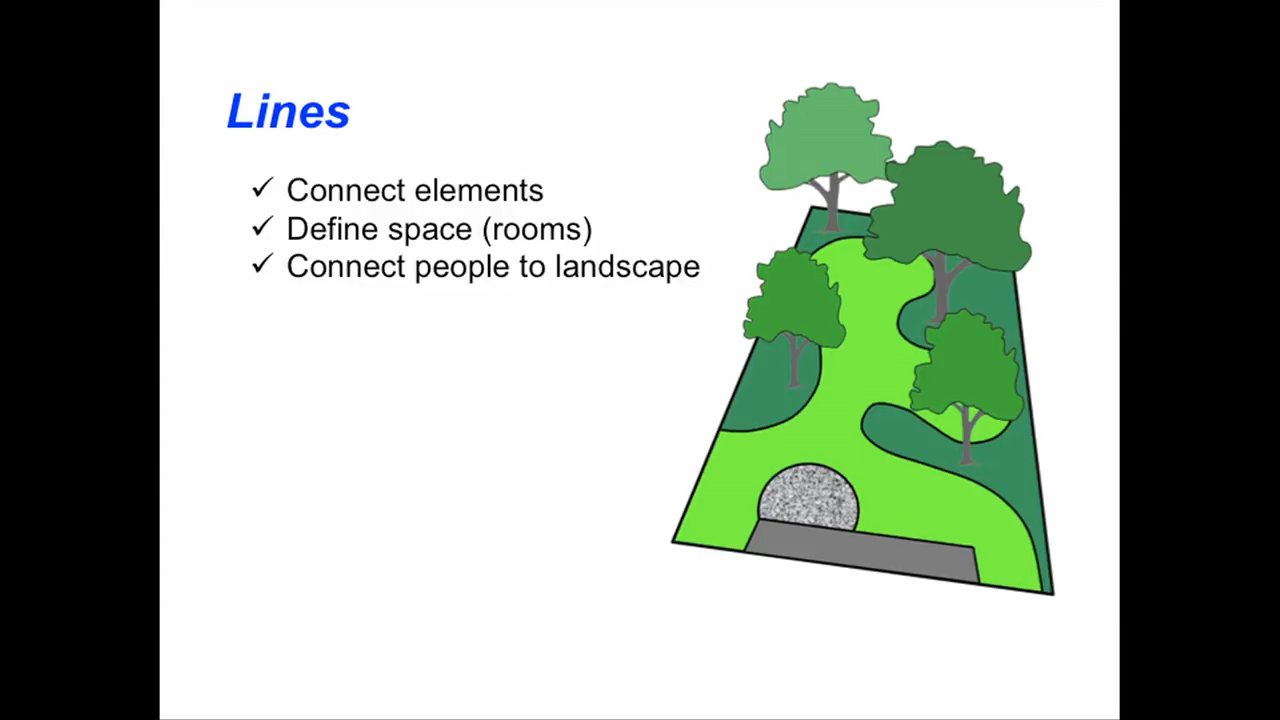 Lines
✓ Connect elements
✓ Define space (rooms)
✓ Connect people to landscape